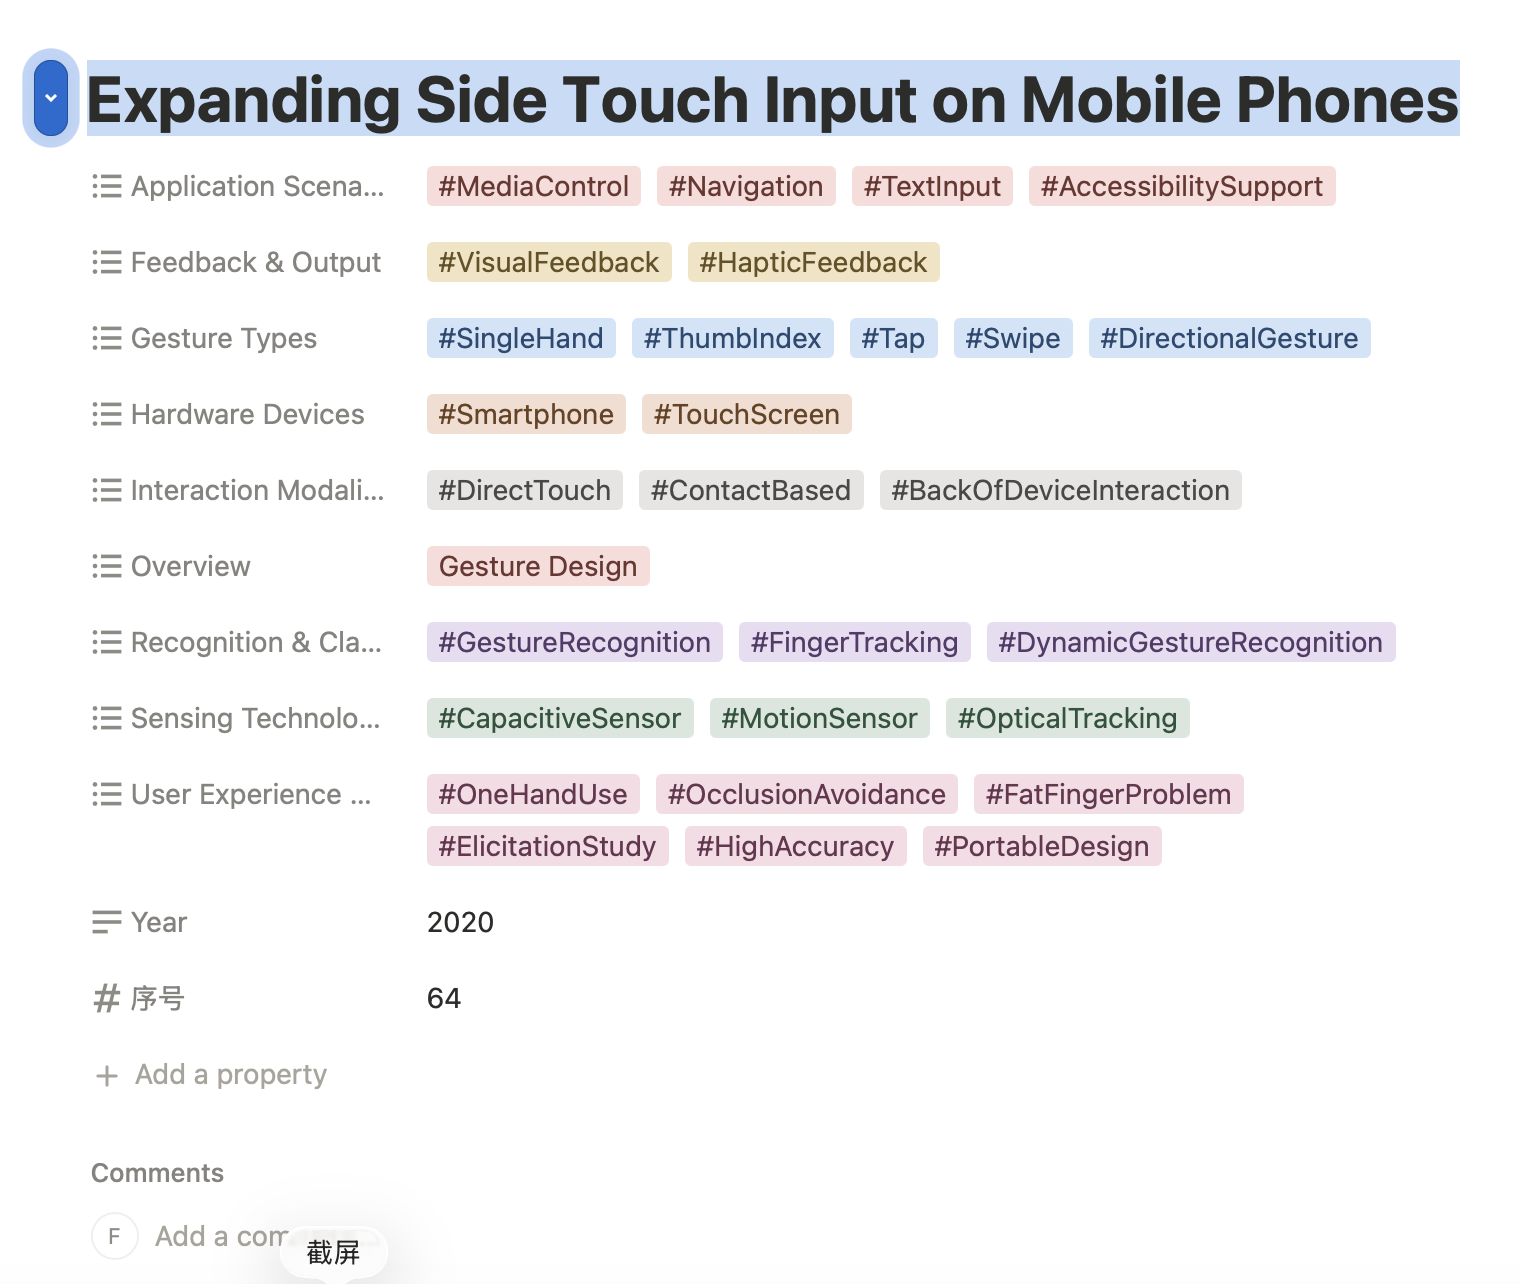 Expanding Side Touch Input on Mobile Phones
Application Scena... #MediaControl #Navigation #TextInput #AccessibilitySupport
Feedback & Output #VisualFeedback #HapticFeedback
Gesture Types #SingleHand #ThumbIndex #Tap #Swipe #DirectionalGesture
Hardware Devices #Smartphone #TouchScreen
Interaction Modali... #DirectTouch #ContactBased #BackOfDeviceInteraction
Overview Gesture Design
Recognition & Cla... #GestureRecognition #FingerTracking #DynamicGestureRecognition
Sensing Technolo... #CapacitiveSensor #MotionSensor #OpticalTracking
User Experience ... #OneHandUse #OcclusionAvoidance #FatFingerProblem
#ElicitationStudy #HighAccuracy #PortableDesign
Year 2020
# 序号 64
+ Add a property
Comments
F Add a com
截屏